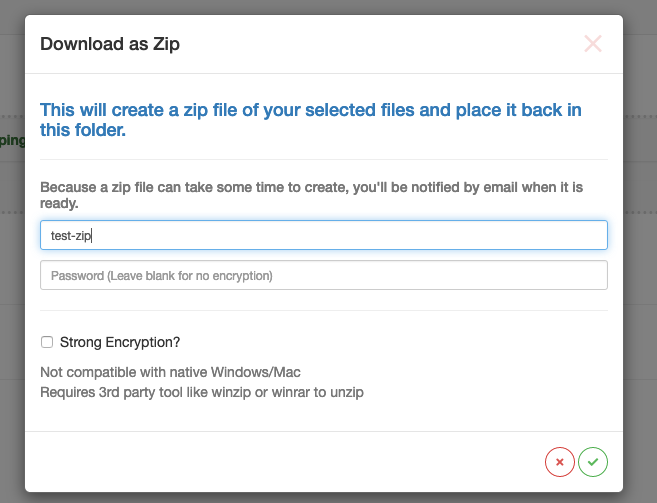 Download as Zip
This will create a zip file of your selected files and place it back in
this folder.
ping
Because a zip file can take some time to create, you'll be notified by email when it is
ready.
test-zip
Password (Leave blank for no encryption)
Strong Encryption?
Not compatible with native Windows/Mac
Requires 3rd party tool like winzip or winrar to unzip